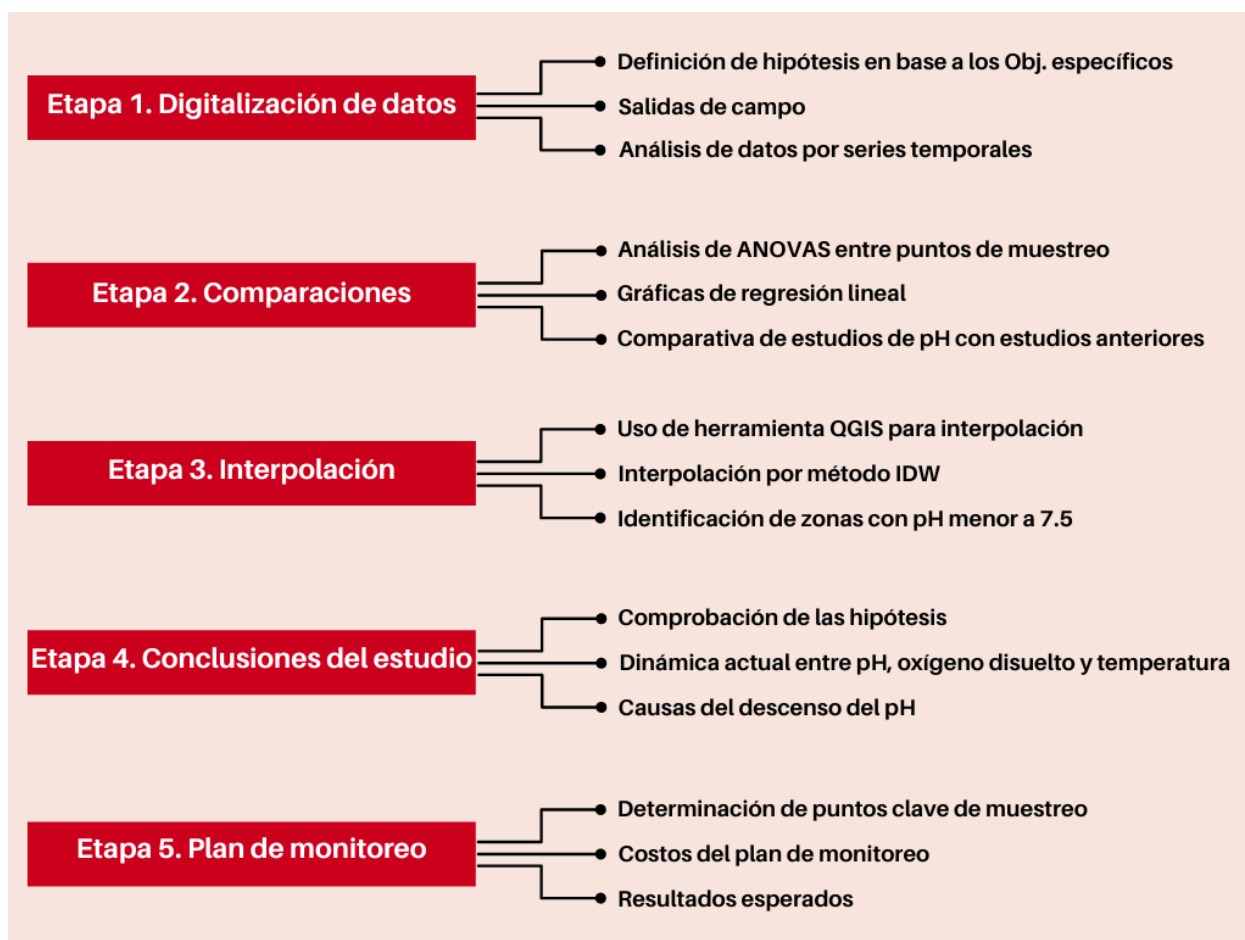 Etapa 1. Digitalización de datos
Definición de hipótesis en base a los Obj. específicos
Salidas de campo
Análisis de datos por series temporales
Etapa 2. Comparaciones
Análisis de ANOVAS entre puntos de muestreo
Gráficas de regresión lineal
Comparativa de estudios de pH con estudios anteriores
Etapa 3. Interpolación
Uso de herramienta QGIS para interpolación
Interpolación por método IDW
Identificación de zonas con pH menor a 7.5
Etapa 4. Conclusiones del estudio
Comprobación de las hipótesis
Dinámica actual entre pH, oxígeno disuelto y temperatura
Causas del descenso del pH
Etapa 5. Plan de monitoreo
Determinación de puntos clave de muestreo
Costos del plan de monitoreo
Resultados esperados